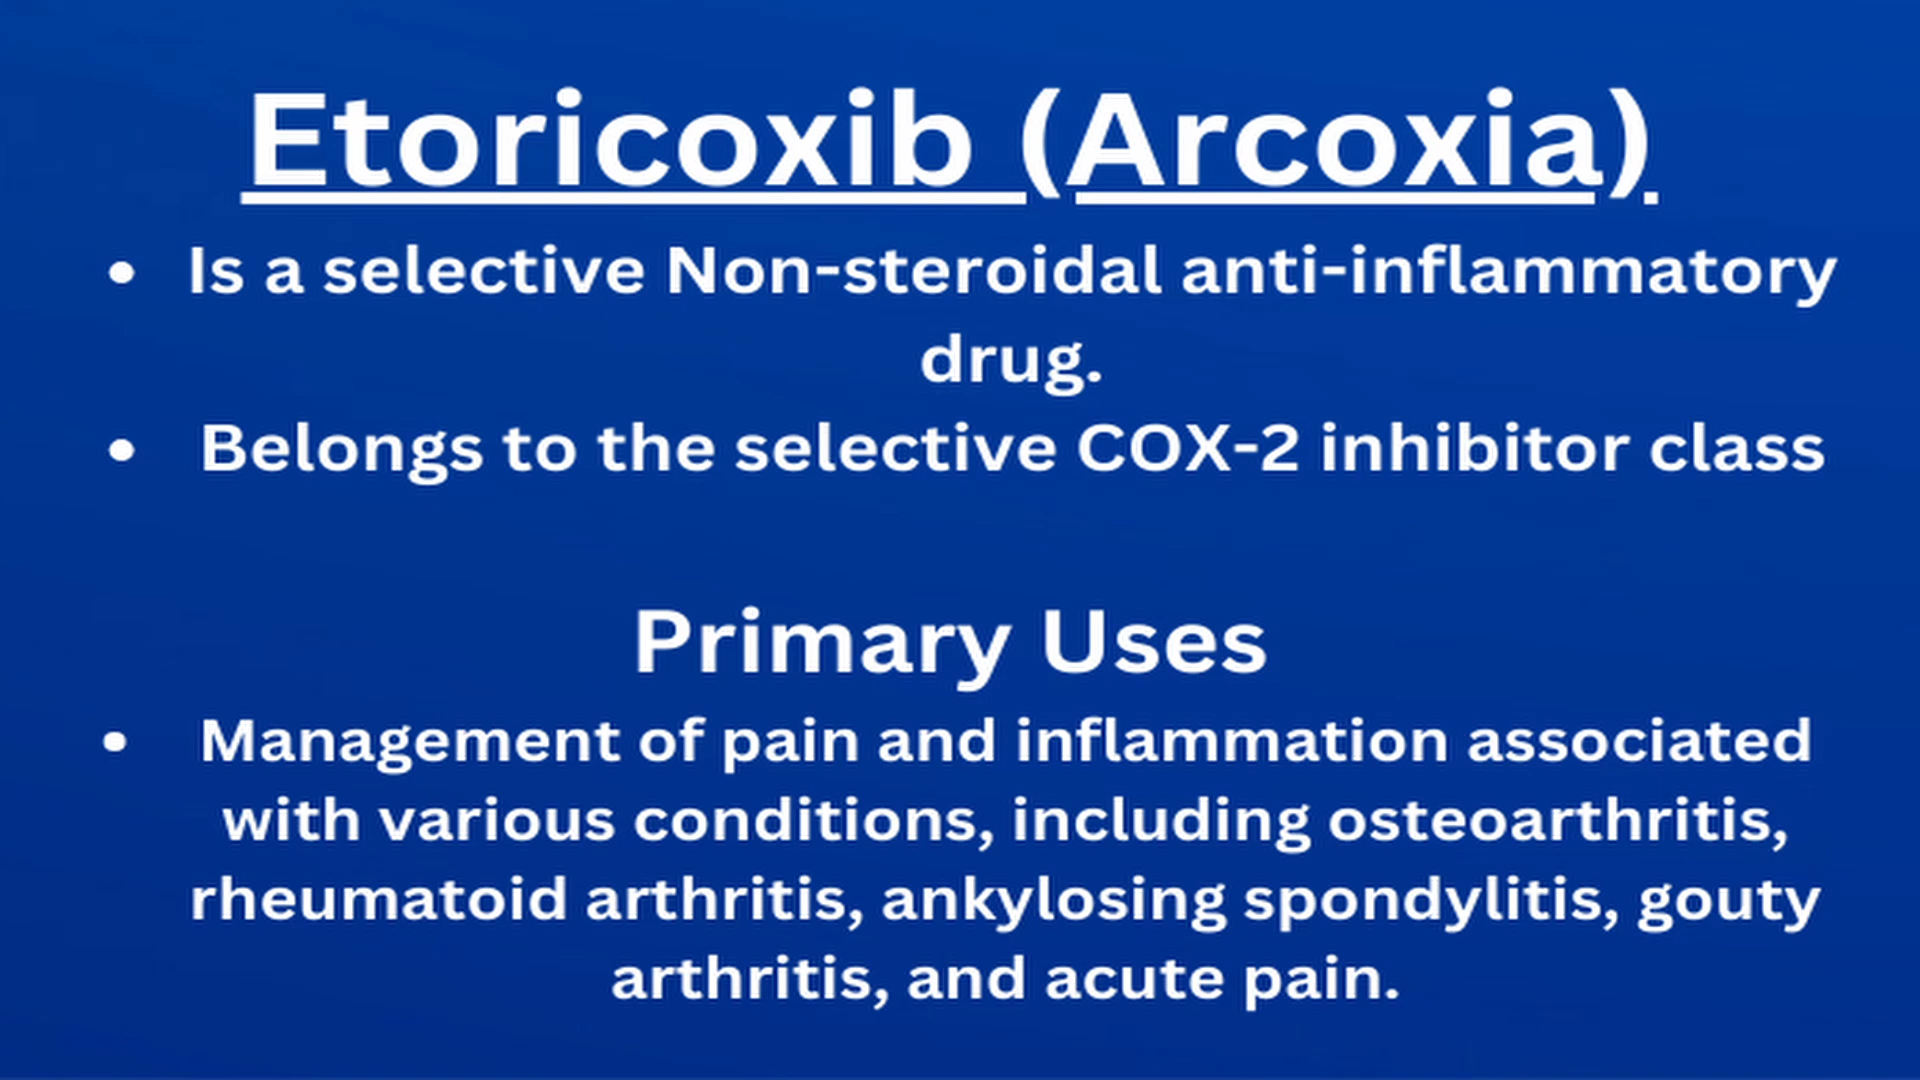 Etoricoxib (Arcoxia)
• Is a selective Non-steroidal anti-inflammatory
drug.
• Belongs to the selective COX-2 inhibitor class
Primary Uses
• Management of pain and inflammation associated
with various conditions, including osteoarthritis,
rheumatoid arthritis, ankylosing spondylitis, gouty
arthritis, and acute pain.